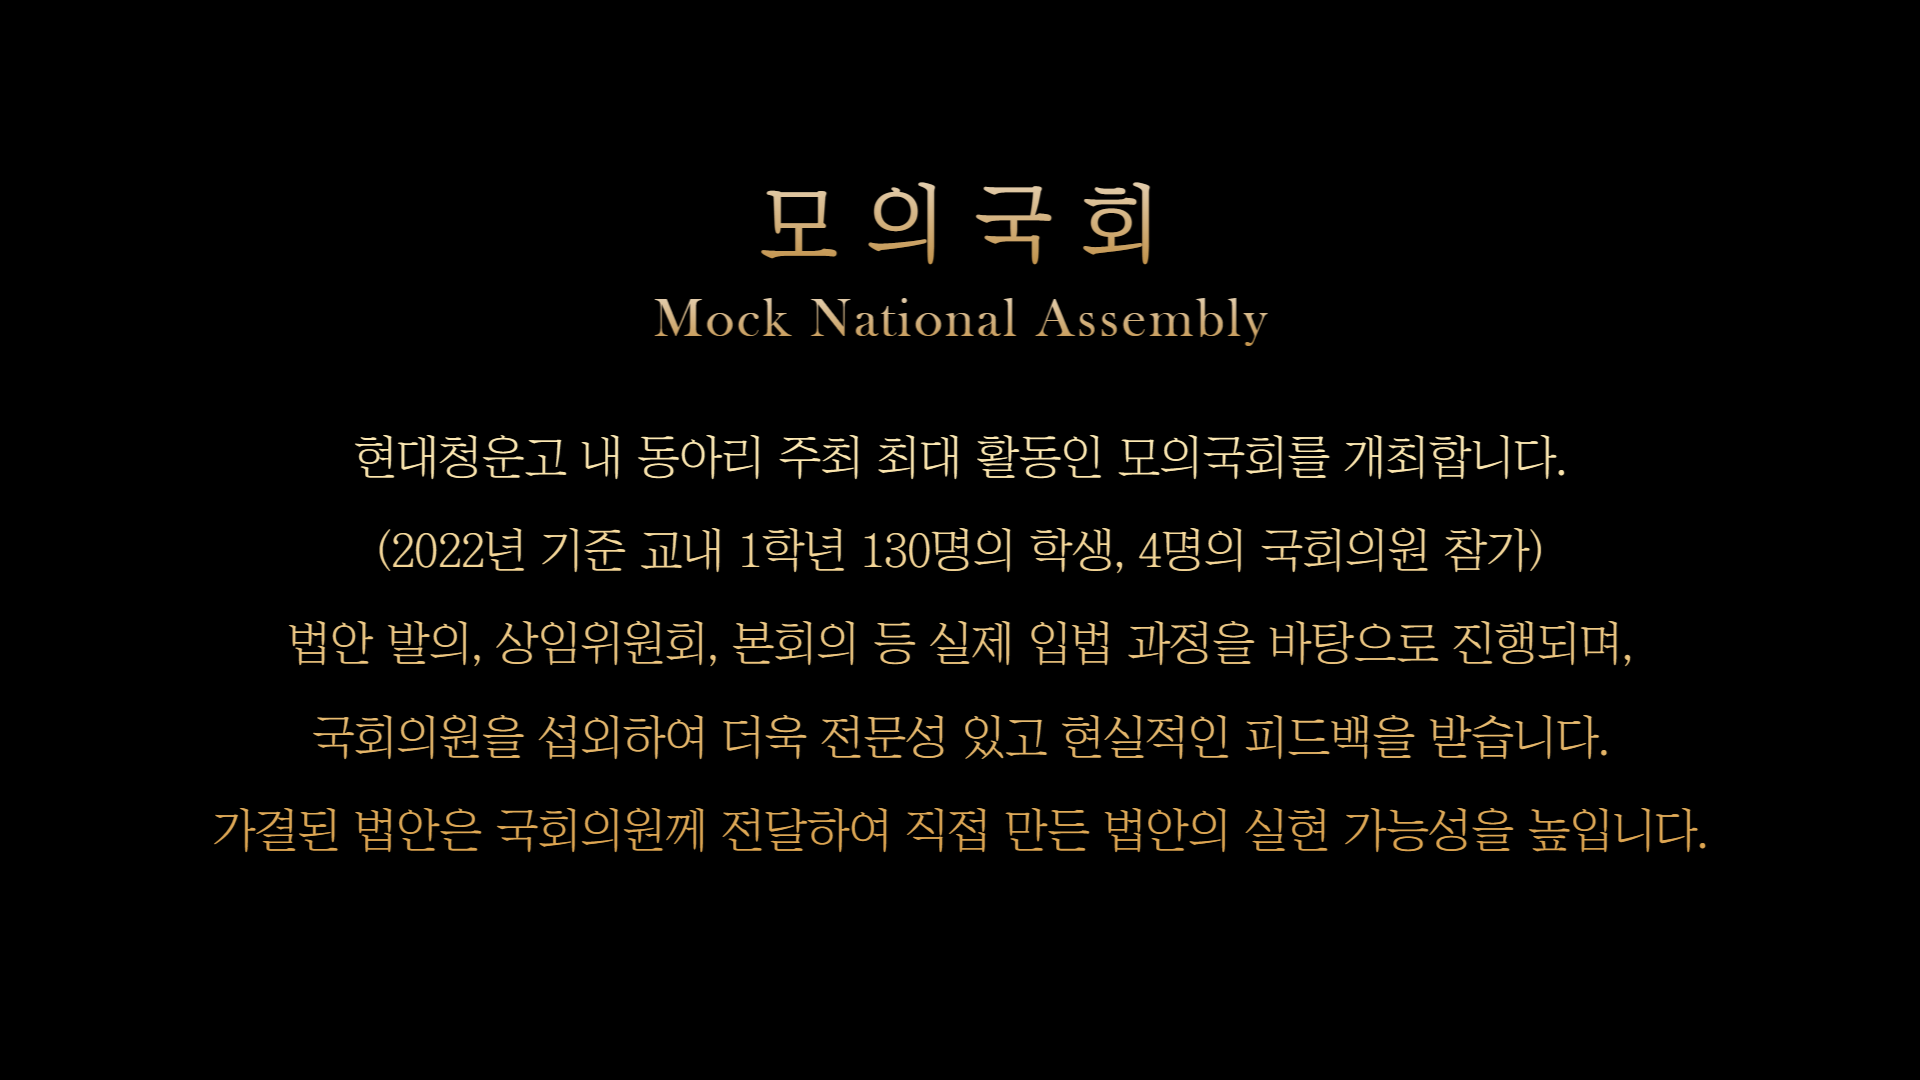 모의국회
Mock National Assembly
현대청운고 내 동아리 주최 최대 활동인 모의국회를 개최합니다.
(2022년 기준 교내 1학년 130명의 학생, 4명의 국회의원 참가)
법안 발의, 상임위원회, 본회의 등 실제 입법 과정을 바탕으로 진행되며,
국회의원을 섭외하여 더욱 전문성 있고 현실적인 피드백을 받습니다.
가결된 법안은 국회의원께 전달하여 직접 만든 법안의 실현 가능성을 높입니다.